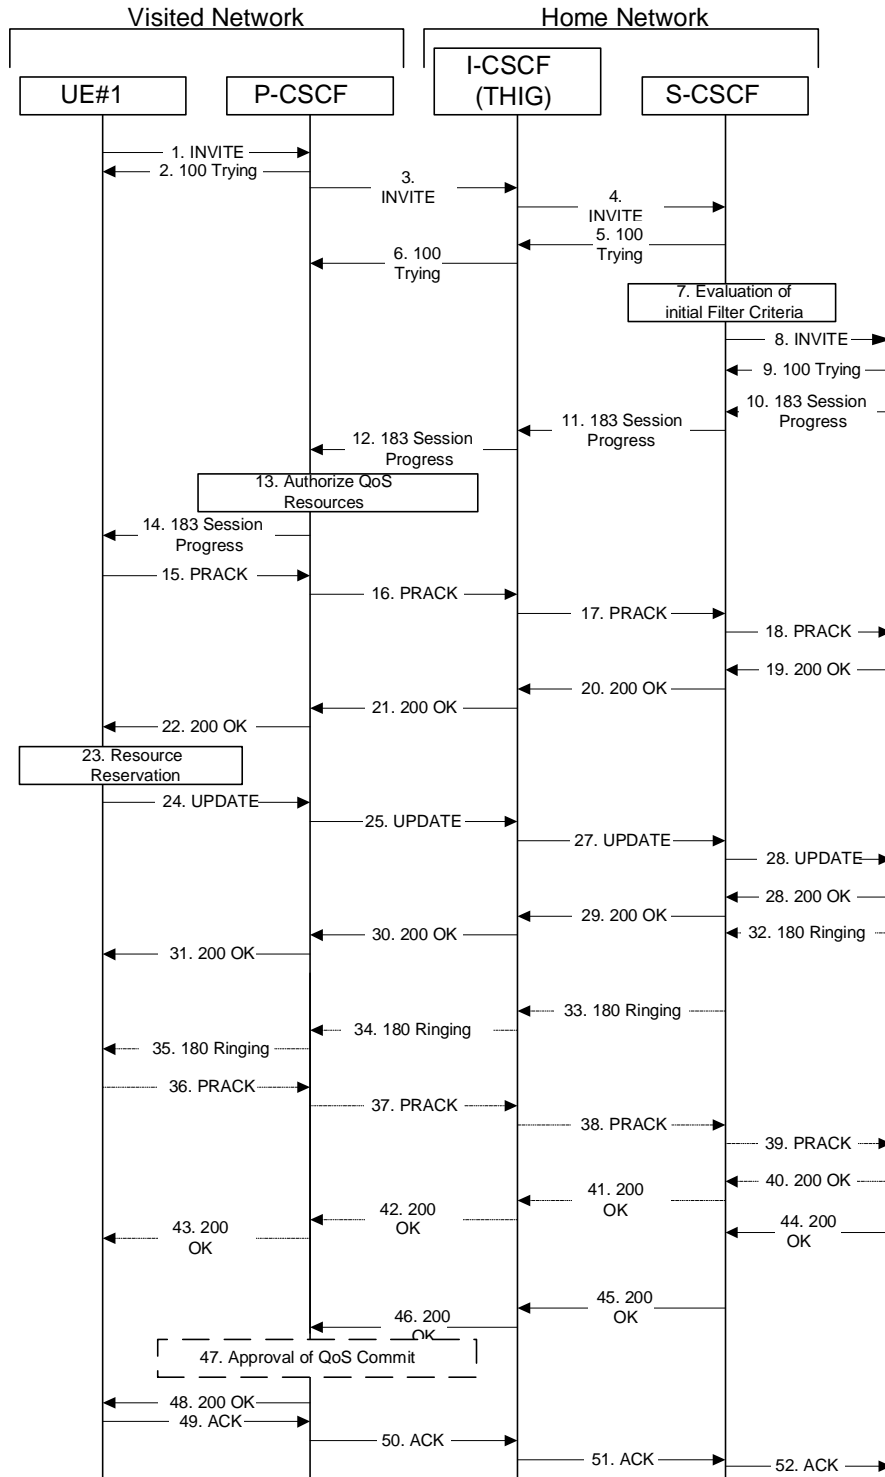 Visited Network
Home Network
UE#1
P-CSCF
I-CSCF
(THIG)
S-CSCF
1. INVITE
2. 100 Trying
3.
INVITE
4.
INVITE
5. 100
Trying
6. 100
Trying
7. Evaluation of
initial Filter Criteria
8. INVITE
9. 100 Trying
10. 183 Session
Progress
11. 183 Session
Progress
12. 183 Session
Progress
13. Authorize QoS
Resources
14. 183 Session
Progress
15. PRACK
16. PRACK
17. PRACK
18. PRACK
19. 200 OK
20. 200 OK
21. 200 OK
22. 200 OK
23. Resource
Reservation
24. UPDATE
25. UPDATE
27. UPDATE
28. UPDATE
28. 200 OK
29. 200 OK
30. 200 OK
32. 180 Ringing
31. 200 OK
33. 180 Ringing
34. 180 Ringing
35. 180 Ringing
36. PRACK
37. PRACK
38. PRACK
39. PRACK
40. 200 OK
41. 200
OK
42. 200
OK
43. 200
OK
44. 200
OK
45. 200
OK
46. 200
OK
47. Approval of QoS Commit
48. 200 OK
49. ACK
50. ACK
51. ACK
52. ACK